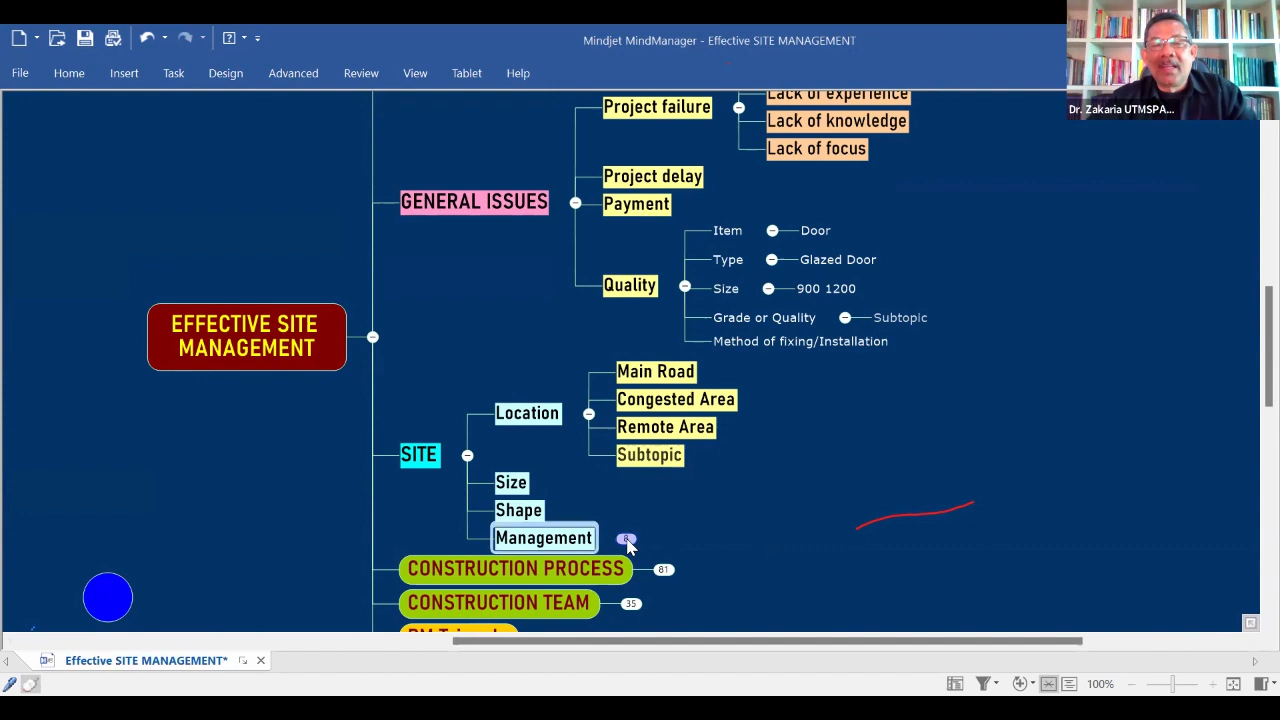 Mindjet MindManager - Effective SITE MANAGEMENT
File Home Insert Task Design Advanced Review View Tablet Help
Dr. Zakaria UTMSPA...
Lack of experience
Project failure
Lack of knowledge
Lack of focus
Project delay
GENERAL ISSUES
Payment
Item Door
Type Glazed Door
Quality
Size 900 1200
Grade or Quality Subtopic
Method of fixing/Installation
EFFECTIVE SITE
MANAGEMENT
Main Road
Location
Congested Area
Remote Area
SITE
Subtopic
Size
Shape
Management 8
CONSTRUCTION PROCESS 81
CONSTRUCTION TEAM 35
Effective SITE MANAGEMENT*
100%